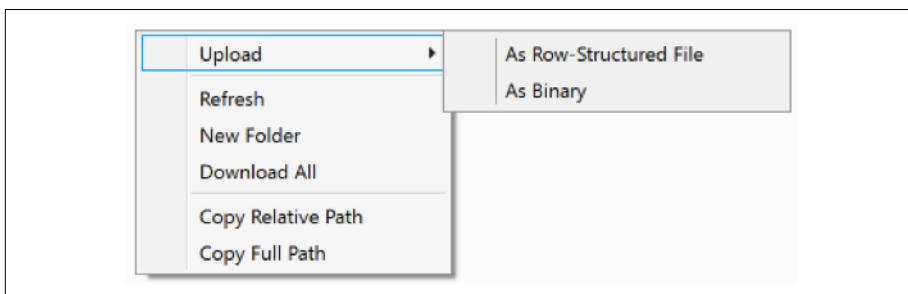 Upload
As Row-Structured File
As Binary
Refresh
New Folder
Download All
Copy Relative Path
Copy Full Path